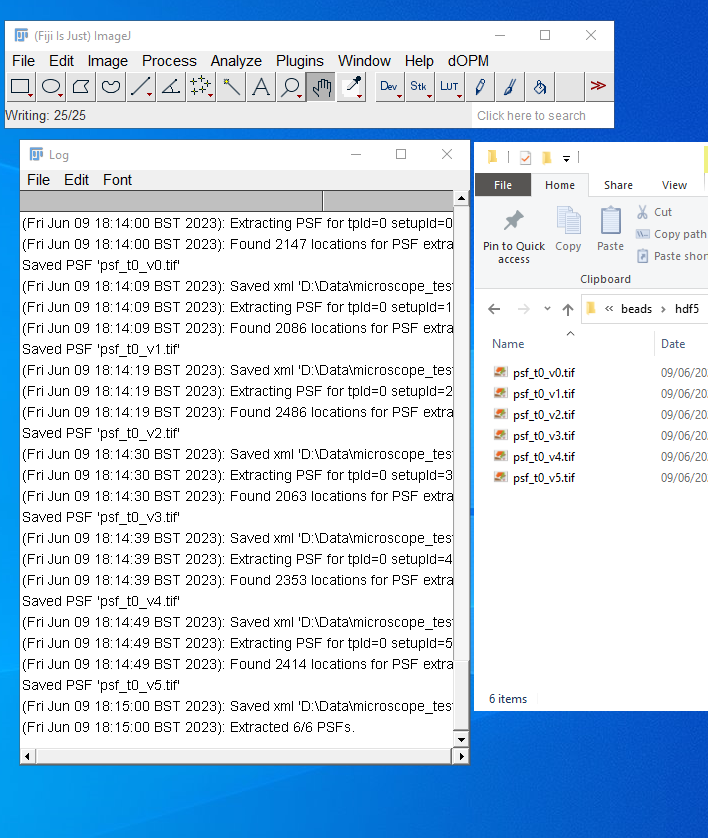 (Fiji Is Just) ImageJ
File Edit Image Process Analyze Plugins Window Help dOPM
Dev Stk LUT >>
Writing: 25/25
Click here to search
Log
File Edit Font
(Fri Jun 09 18:14:00 BST 2023): Extracting PSF for tpId=0 setupId=0
(Fri Jun 09 18:14:00 BST 2023): Found 2147 locations for PSF extra
Saved PSF 'psf_t0_v0.tif'
(Fri Jun 09 18:14:09 BST 2023): Saved xml 'D:\Data\microscope_tes
(Fri Jun 09 18:14:09 BST 2023): Extracting PSF for tpId=0 setupId=1
(Fri Jun 09 18:14:09 BST 2023): Found 2086 locations for PSF extra
Saved PSF 'psf_t0_v1.tif'
(Fri Jun 09 18:14:19 BST 2023): Saved xml 'D:\Data\microscope_tes
(Fri Jun 09 18:14:19 BST 2023): Extracting PSF for tpId=0 setupId=2
(Fri Jun 09 18:14:19 BST 2023): Found 2486 locations for PSF extra
Saved PSF 'psf_t0_v2.tif'
(Fri Jun 09 18:14:30 BST 2023): Saved xml 'D:\Data\microscope_tes
(Fri Jun 09 18:14:30 BST 2023): Extracting PSF for tpId=0 setupId=3
(Fri Jun 09 18:14:30 BST 2023): Found 2063 locations for PSF extra
Saved PSF 'psf_t0_v3.tif'
(Fri Jun 09 18:14:39 BST 2023): Saved xml 'D:\Data\microscope_tes
(Fri Jun 09 18:14:39 BST 2023): Extracting PSF for tpId=0 setupId=4
(Fri Jun 09 18:14:39 BST 2023): Found 2353 locations for PSF extra
Saved PSF 'psf_t0_v4.tif'
(Fri Jun 09 18:14:49 BST 2023): Saved xml 'D:\Data\microscope_tes
(Fri Jun 09 18:14:49 BST 2023): Extracting PSF for tpId=0 setupId=5
(Fri Jun 09 18:14:49 BST 2023): Found 2414 locations for PSF extra
Saved PSF 'psf_t0_v5.tif'
(Fri Jun 09 18:15:00 BST 2023): Saved xml 'D:\Data\microscope_tes
(Fri Jun 09 18:15:00 BST 2023): Extracted 6/6 PSFs.
File Home Share View
Pin to Quick access
Copy
Paste
Cut
Copy path
Paste shor
Clipboard
« beads > hdf5
Name Date
psf_t0_v0.tif 09/06/20
psf_t0_v1.tif 09/06/20
psf_t0_v2.tif 09/06/20
psf_t0_v3.tif 09/06/20
psf_t0_v4.tif 09/06/20
psf_t0_v5.tif 09/06/20
6 items